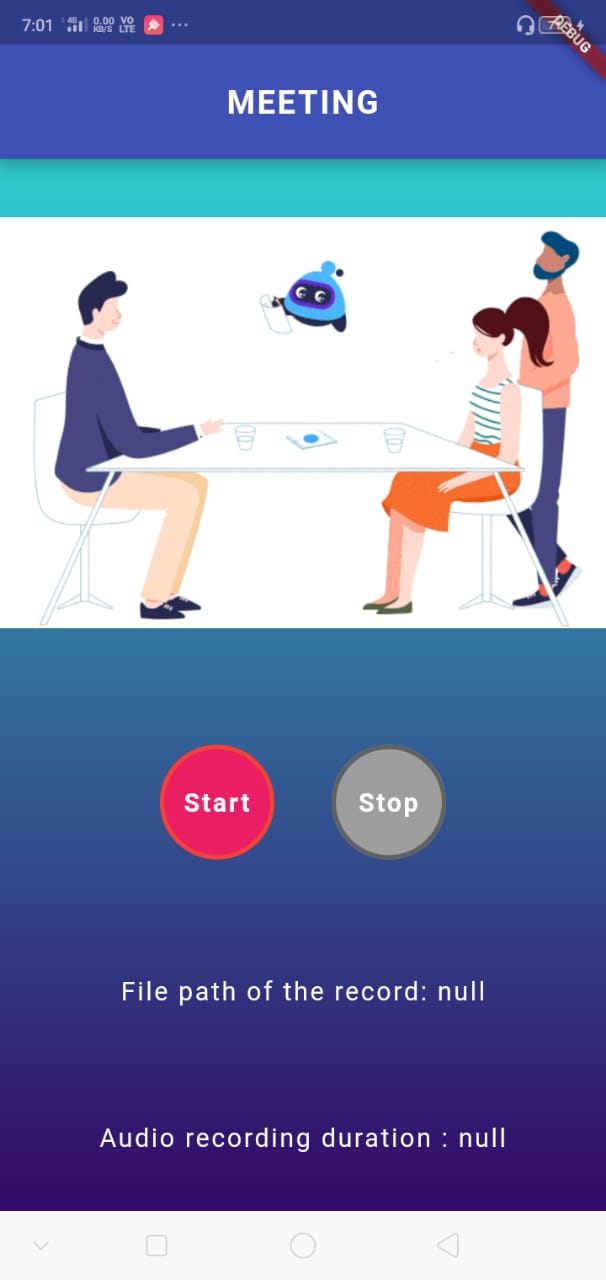 7:01 4G 0.00 KB/S VO LTE ...
DEBUG
MEETING
Start Stop
File path of the record: null
Audio recording duration : null